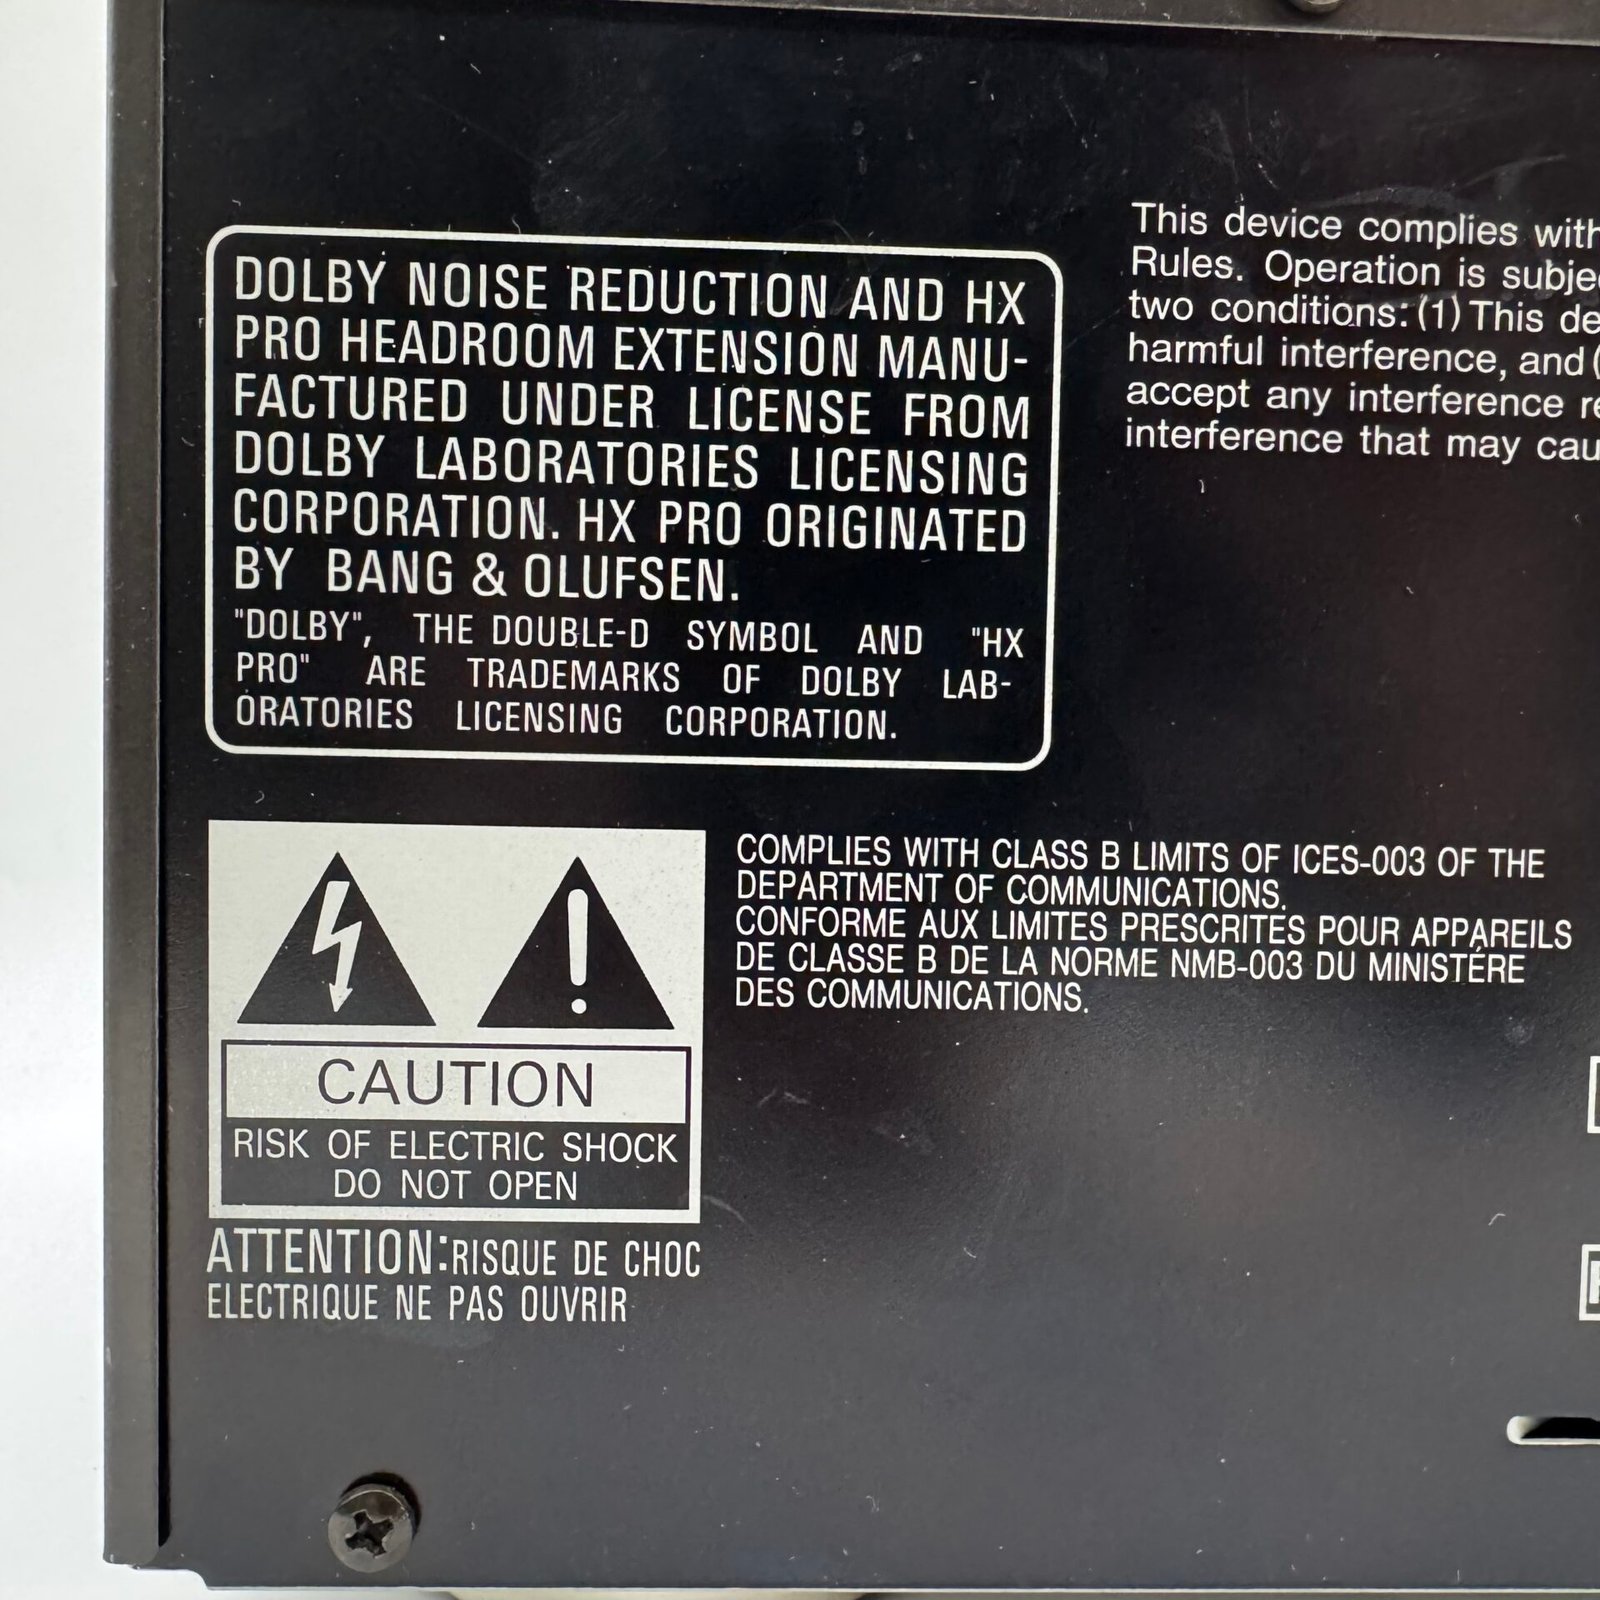 DOLBY NOISE REDUCTION AND HX
PRO HEADROOM EXTENSION MANU-
FACTURED UNDER LICENSE FROM
DOLBY LABORATORIES LICENSING
CORPORATION. HX PRO ORIGINATED
BY BANG & OLUFSEN.
"DOLBY", THE DOUBLE-D SYMBOL AND "HX
PRO" ARE TRADEMARKS OF DOLBY LAB-
ORATORIES LICENSING CORPORATION.
This device complies with
Rules. Operation is
two conditions: (1) This
harmful interference, and (
accept any interference
interference that may
COMPLIES WITH CLASS B LIMITS OF ICES-003 OF THE
DEPARTMENT OF COMMUNICATIONS.
CONFORME AUX LIMITES PRESCRITES POUR APPAREILS
DE CLASSE B DE LA NORME NMB-003 DU MINISTÉRE
DES COMMUNICATIONS.
CAUTION
RISK OF ELECTRIC SHOCK
DO NOT OPEN
ATTENTION:RISQUE DE CHOC
ELECTRIQUE NE PAS OUVRIR